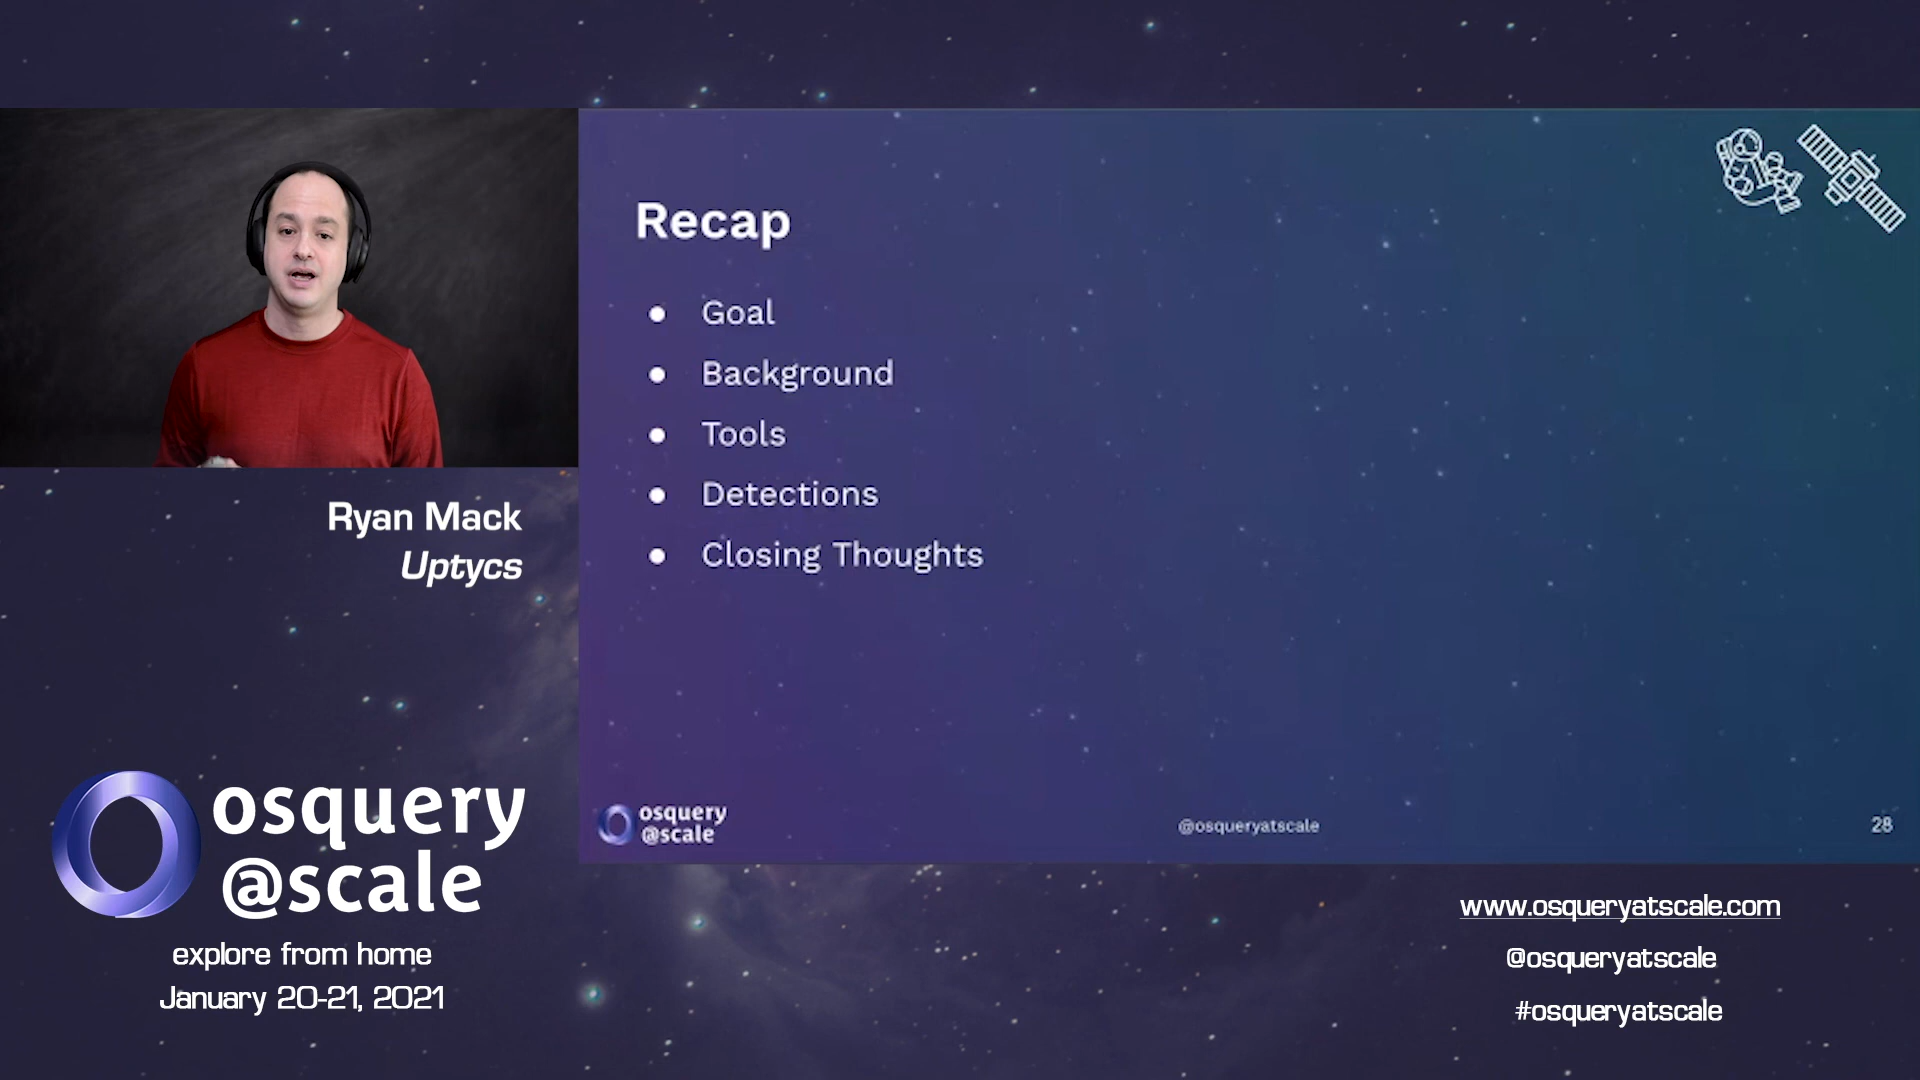 Recap
Goal
Background
Tools
Detections
Closing Thoughts
osquery
@scale
@osqueryatscale
28
Ryan Mack
Uptycs
osquery
@scale
explore from home
January 20-21, 2021
www.osqueryatscale.com
@osqueryatscale
#osqueryatscale